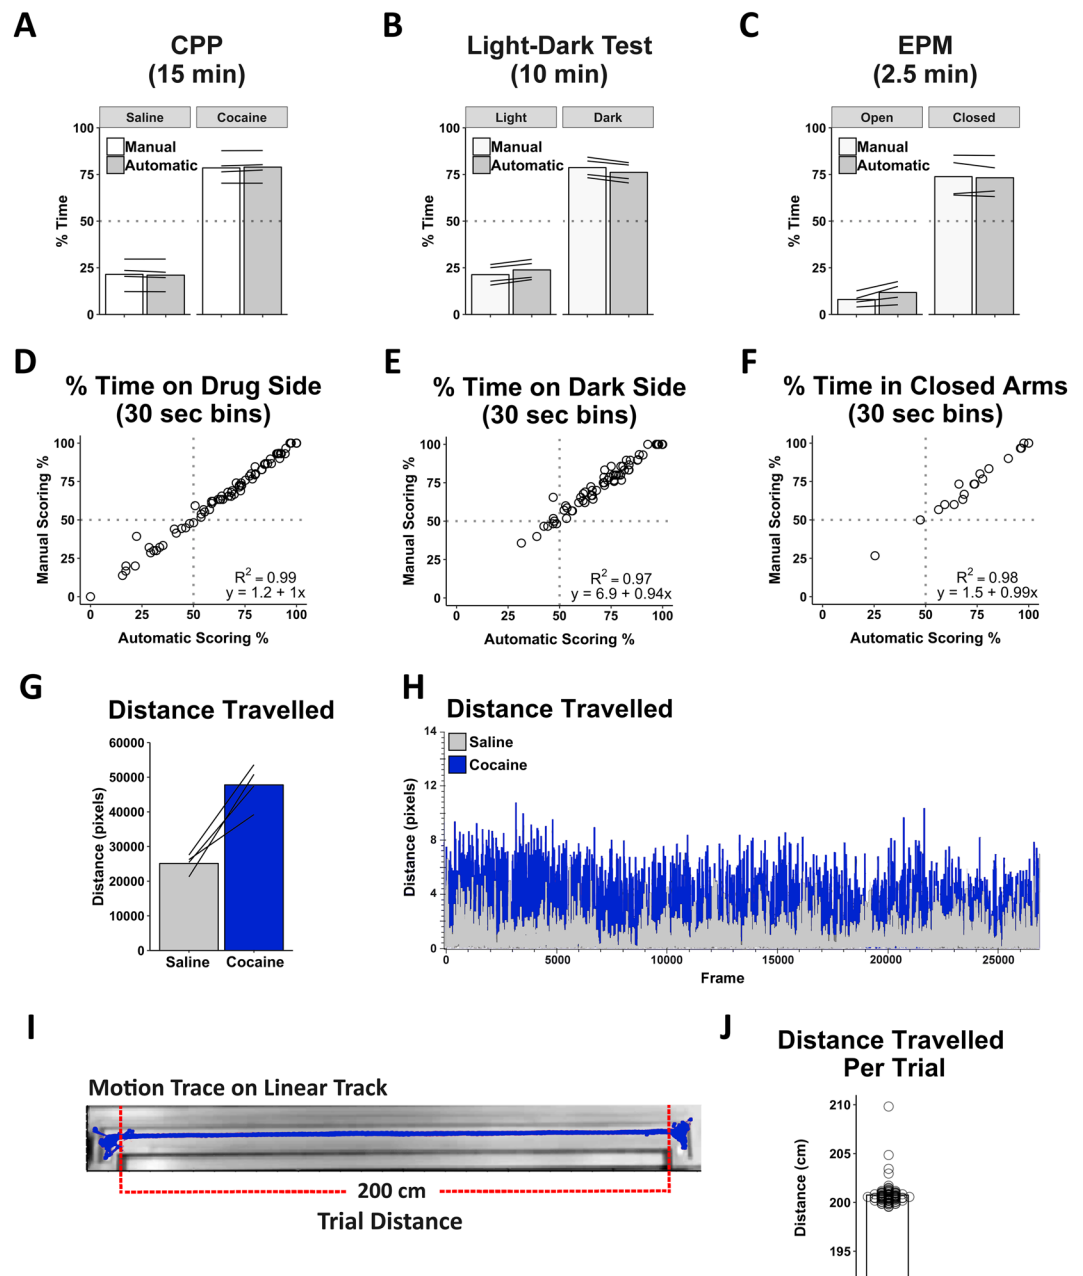 A
CPP
(15 min)
Saline
Cocaine
Manual
Automatic
100
75
50
25
0
% Time
B
Light-Dark Test
(10 min)
Light
Dark
Manual
Automatic
100
75
50
25
0
% Time
C
EPM
(2.5 min)
Open
Closed
Manual
Automatic
100
75
50
25
0
% Time
D
% Time on Drug Side
(30 sec bins)
100
75
50
25
0
Manual Scoring %
R² = 0.99
y = 1.2 + 1x
0 25 50 75 100
Automatic Scoring %
E
% Time on Dark Side
(30 sec bins)
100
75
50
25
0
Manual Scoring %
R² = 0.97
y = 6.9 + 0.94x
0 25 50 75 100
Automatic Scoring %
F
% Time in Closed Arms
(30 sec bins)
100
75
50
25
0
Manual Scoring %
R² = 0.98
y = 1.5 + 0.99x
0 25 50 75 100
Automatic Scoring %
G
Distance Travelled
60000
50000
40000
30000
20000
10000
0
Distance (pixels)
Saline Cocaine
H
Distance Travelled
Saline
Cocaine
14
12
8
4
0
Distance (pixels)
0 5000 10000 15000 20000 25000
Frame
I
Motion Trace on Linear Track
200 cm
Trial Distance
J
Distance Travelled
Per Trial
210
205
200
195
Distance (cm)